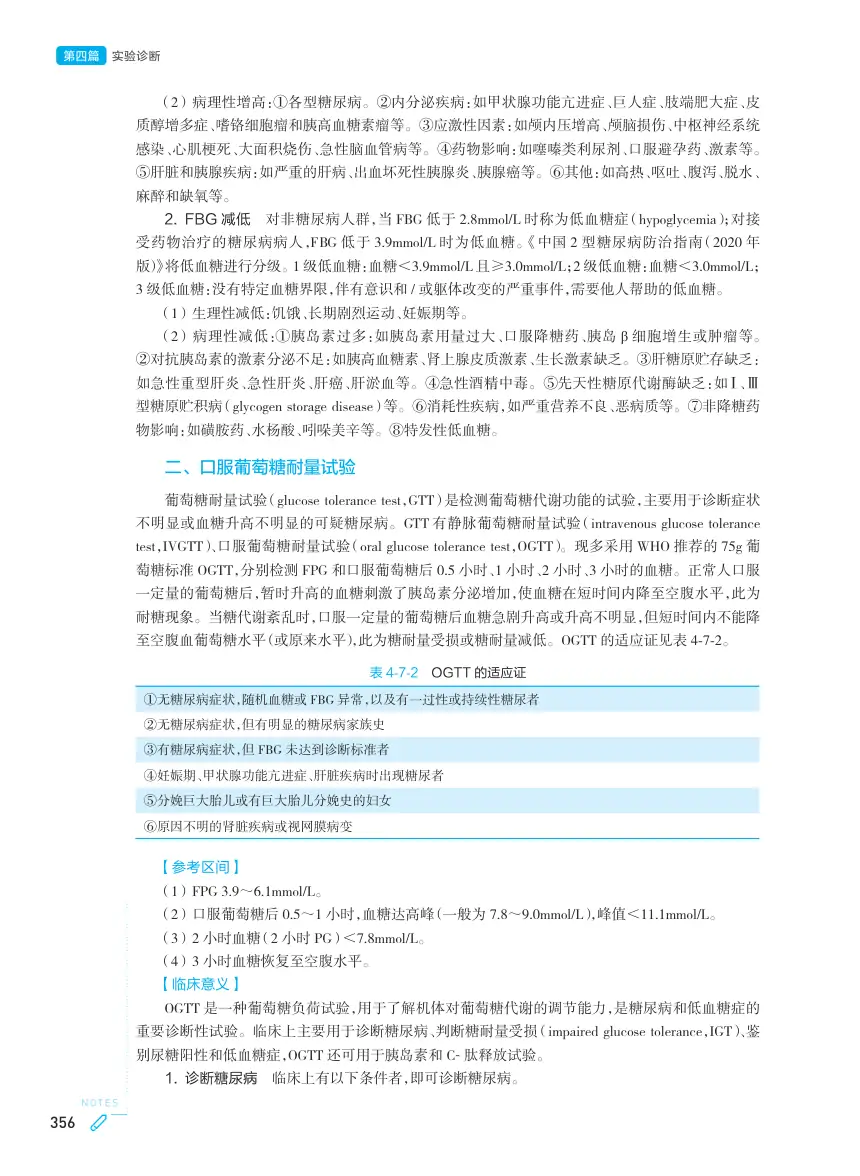 第四篇 实验诊断
（2）病理性增高：①各型糖尿病。②内分泌疾病：如甲状腺功能亢进症、巨人症、肢端肥大症、皮
质醇增多症、嗜铬细胞瘤和胰高血糖素瘤等。③应激性因素：如颅内压增高、颅脑损伤、中枢神经系统
感染、心肌梗死、大面积烧伤、急性脑血管病等。④药物影响：如噻嗪类利尿剂、口服避孕药、激素等。
⑤肝脏和胰腺疾病：如严重的肝病、出血坏死性胰腺炎、胰腺癌等。⑥其他：如高热、呕吐、腹泻、脱水、
麻醉和缺氧等。
2. FBG 减低 对非糖尿病人群，当 FBG 低于 2.8mmol/L 时称为低血糖症（hypoglycemia）；对接
受药物治疗的糖尿病病人，FBG 低于 3.9mmol/L 时为低血糖。《中国 2 型糖尿病防治指南（2020 年
版）》将低血糖进行分级。1 级低血糖：血糖＜3.9mmol/L 且≥3.0mmol/L；2 级低血糖：血糖＜3.0mmol/L；
3 级低血糖：没有特定血糖界限，伴有意识和 / 或躯体改变的严重事件，需要他人帮助的低血糖。
（1）生理性减低：饥饿、长期剧烈运动、妊娠期等。
（2）病理性减低：①胰岛素过多：如胰岛素用量过大、口服降糖药、胰岛 β 细胞增生或肿瘤等。
②对抗胰岛素的激素分泌不足：如胰高血糖素、肾上腺皮质激素、生长激素缺乏。③肝糖原贮存缺乏：
如急性重型肝炎、急性肝炎、肝癌、肝淤血等。④急性酒精中毒。⑤先天性糖原代谢酶缺乏：如Ⅰ、Ⅲ
型糖原贮积病（glycogen storage disease）等。⑥消耗性疾病，如严重营养不良、恶病质等。⑦非降糖药
物影响：如磺胺药、水杨酸、吲哚美辛等。⑧特发性低血糖。
二、口服葡萄糖耐量试验
葡萄糖耐量试验（glucose tolerance test，GTT）是检测葡萄糖代谢功能的试验，主要用于诊断症状
不明显或血糖升高不明显的可疑糖尿病。GTT 有静脉葡萄糖耐量试验（intravenous glucose tolerance
test，IVGTT）、口服葡萄糖耐量试验（oral glucose tolerance test，OGTT）。现多采用 WHO 推荐的 75g 葡
萄糖标准 OGTT，分别检测 FPG 和口服葡萄糖后 0.5 小时、1 小时、2 小时、3 小时的血糖。正常人口服
一定量的葡萄糖后，暂时升高的血糖刺激了胰岛素分泌增加，使血糖在短时间内降至空腹水平，此为
耐糖现象。当糖代谢紊乱时，口服一定量的葡萄糖后血糖急剧升高或升高不明显，但短时间内不能降
至空腹血葡萄糖水平（或原来水平），此为糖耐量受损或糖耐量减低。OGTT 的适应证见表 4-7-2。
表 4-7-2 OGTT 的适应证
①无糖尿病症状，随机血糖或 FBG 异常，以及有一过性或持续性糖尿者
②无糖尿病症状，但有明显的糖尿病家族史
③有糖尿病症状，但 FBG 未达到诊断标准者
④妊娠期、甲状腺功能亢进症、肝脏疾病时出现糖尿者
⑤分娩巨大胎儿或有巨大胎儿分娩史的妇女
⑥原因不明的肾脏疾病或视网膜病变
【参考区间】
（1）FPG 3.9～6.1mmol/L。
（2）口服葡萄糖后 0.5～1 小时，血糖达高峰（一般为 7.8～9.0mmol/L），峰值＜11.1mmol/L。
（3）2 小时血糖（2 小时 PG）＜7.8mmol/L。
（4）3 小时血糖恢复至空腹水平。
【临床意义】
OGTT 是一种葡萄糖负荷试验，用于了解机体对葡萄糖代谢的调节能力，是糖尿病和低血糖症的
重要诊断性试验。临床上主要用于诊断糖尿病、判断糖耐量受损（impaired glucose tolerance，IGT）、鉴
别尿糖阳性和低血糖症，OGTT 还可用于胰岛素和 C- 肽释放试验。
1. 诊断糖尿病 临床上有以下条件者，即可诊断糖尿病。
NOTES
356